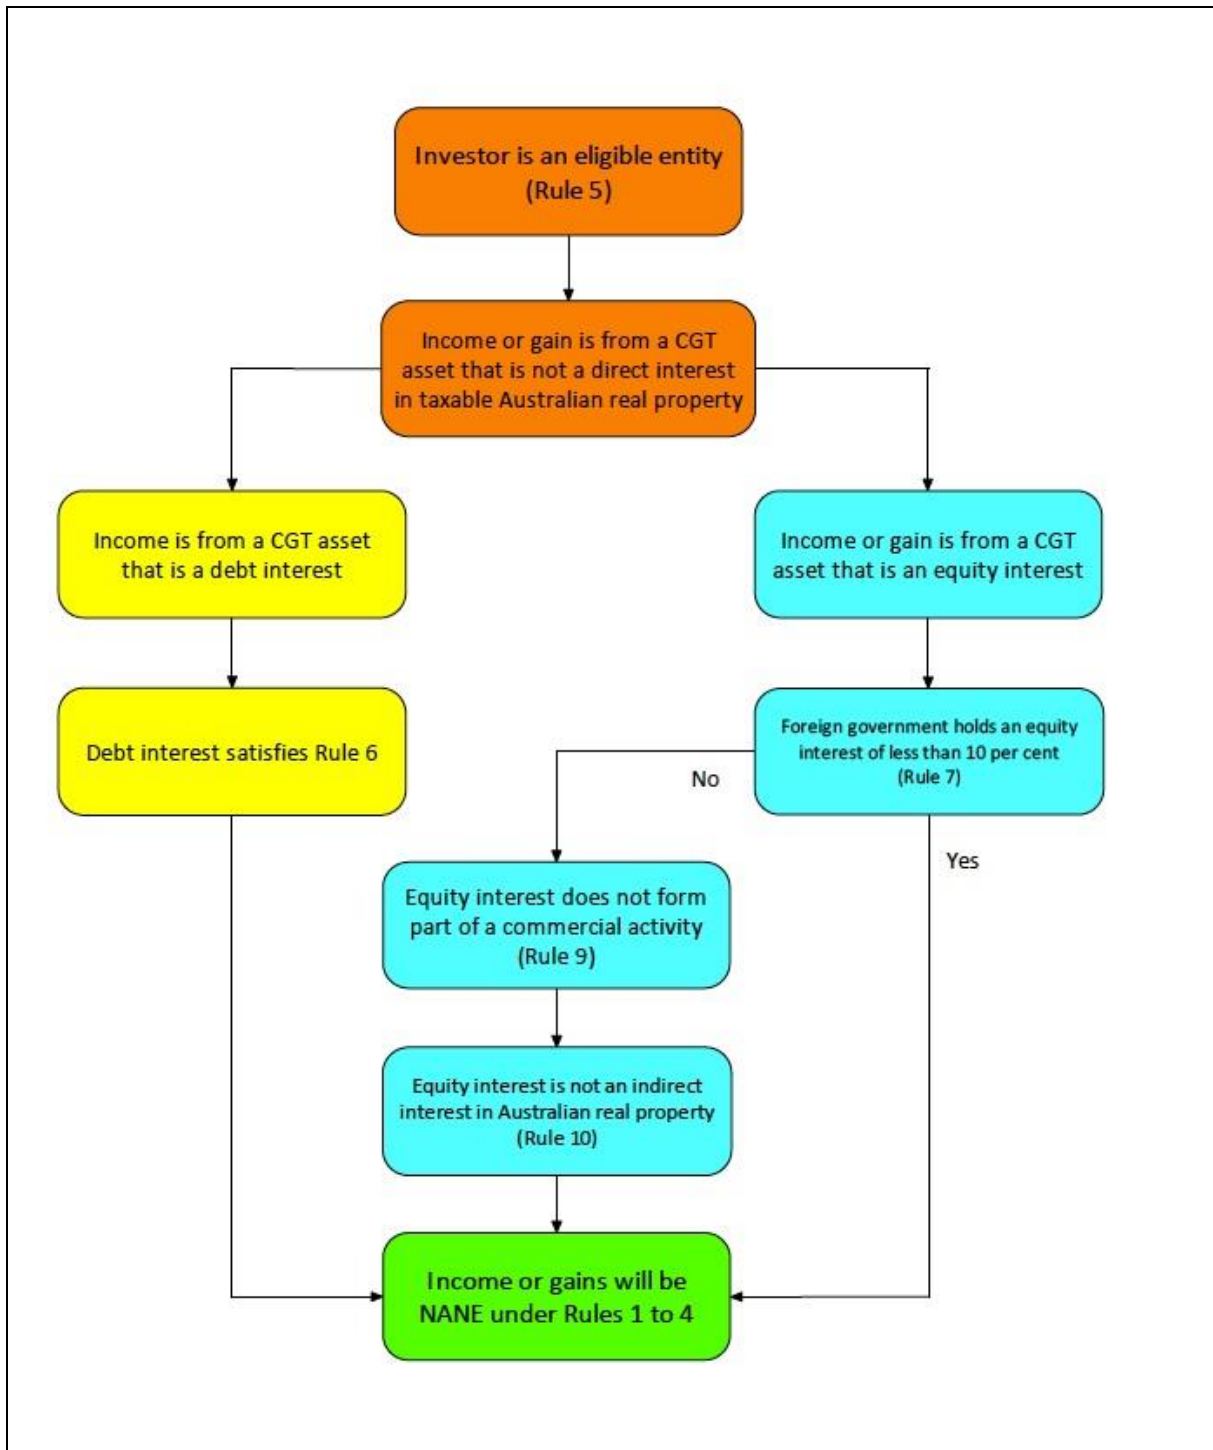 Investor is an eligible entity
(Rule 5)
Income or gain is from a CGT
asset that is not a direct interest
in taxable Australian real property
Income is from a CGT asset
that is a debt interest
Income or gain is from a CGT
asset that is an equity interest
Debt interest satisfies Rule 6
Foreign government holds an equity
interest of less than 10 per cent
(Rule 7)
No
Yes
Equity interest does not form
part of a commercial activity
(Rule 9)
Equity interest is not an indirect
interest in Australian real property
(Rule 10)
Income or gains will be
NANE under Rules 1 to 4